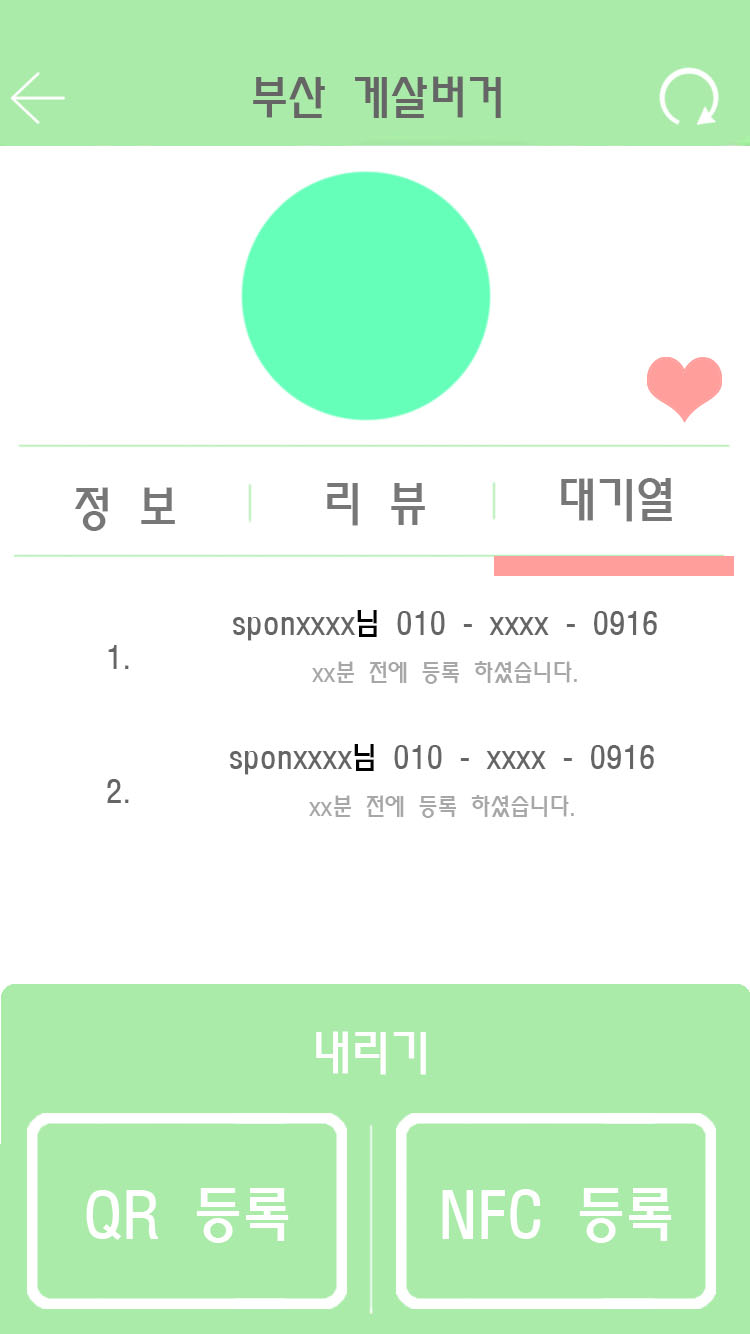 부산 게살버거
정 보
리 뷰
대기열
1.
sponxxxx님 010 - xxxx - 0916
xx분 전에 등록 하셨습니다.
2.
sponxxxx님 010 - xxxx - 0916
xx분 전에 등록 하셨습니다.
내리기
QR 등록
NFC 등록